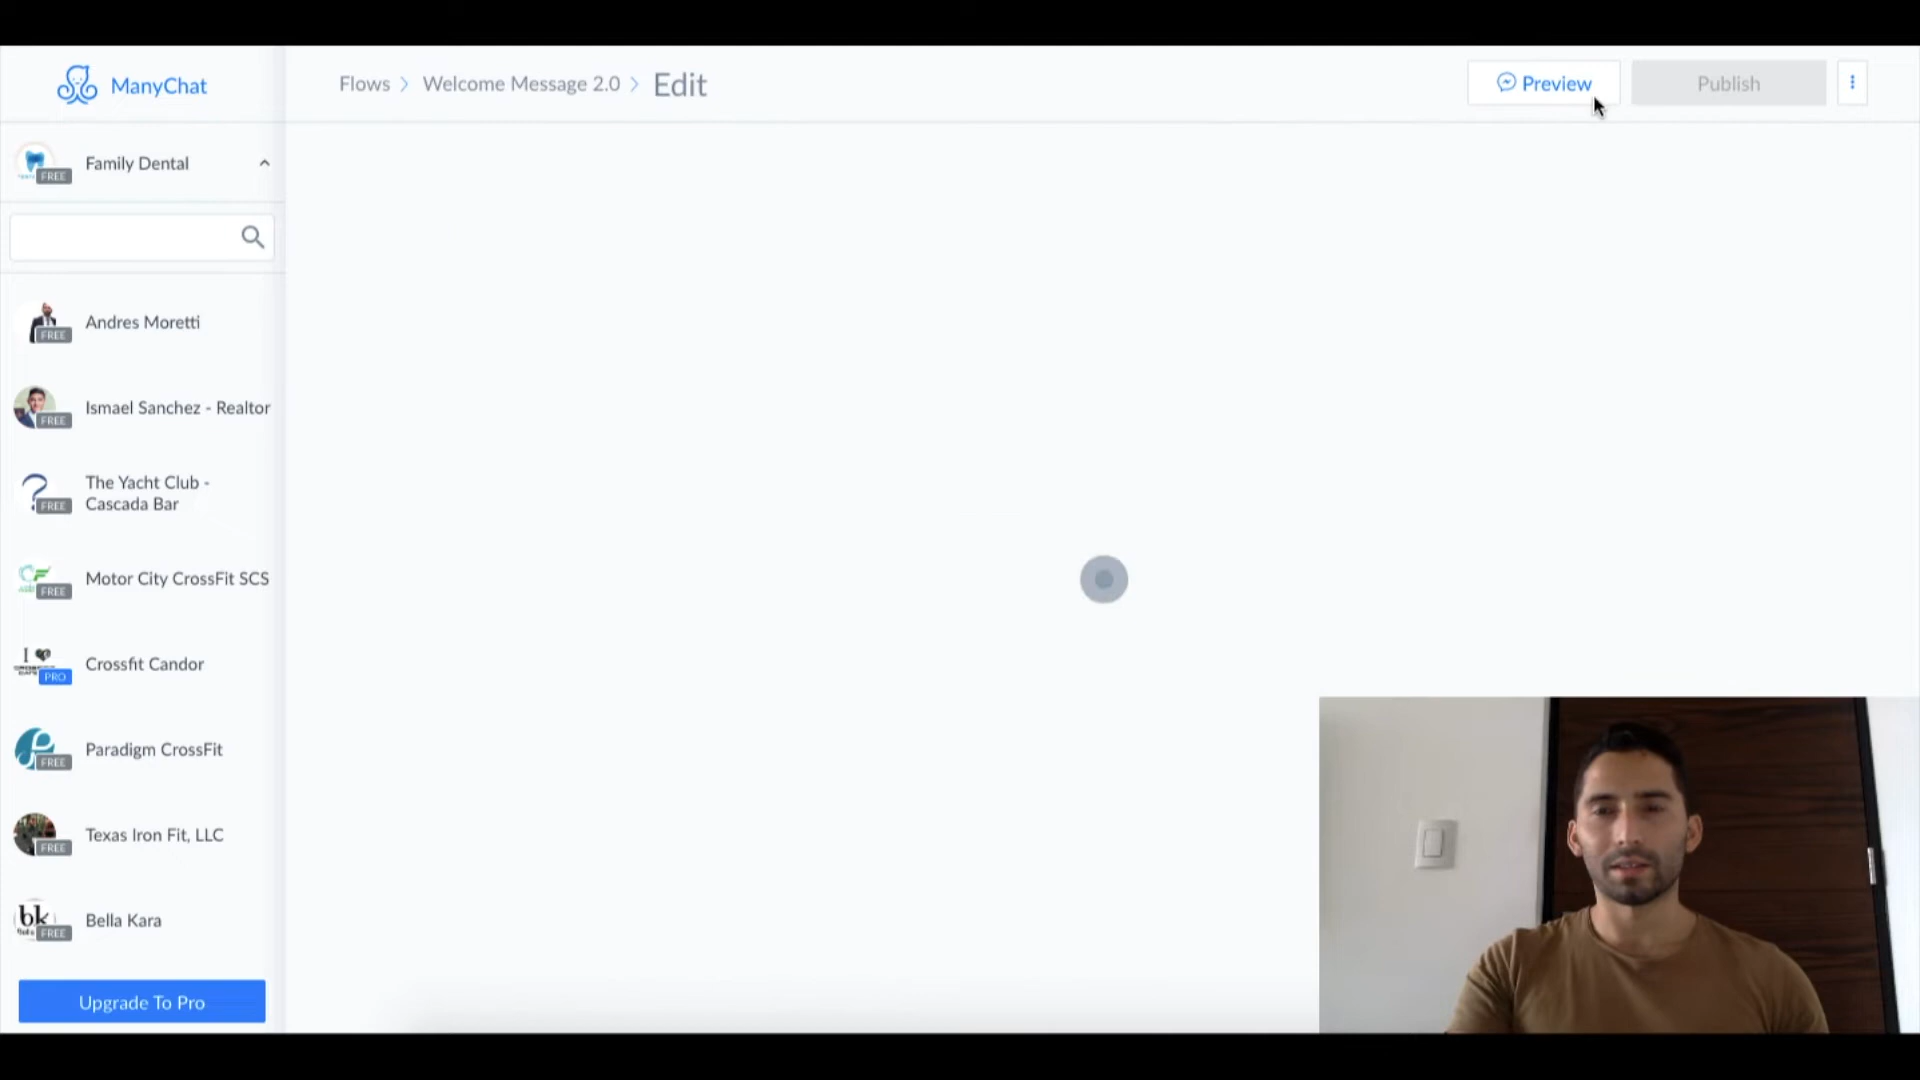 ManyChat
Flows > Welcome Message 2.0 > Edit
Preview
Publish
FREE
Family Dental
FREE
Andres Moretti
FREE
Ismael Sanchez - Realtor
FREE
The Yacht Club -
Cascada Bar
FREE
Motor City CrossFit SCS
FREE
I
PRO
Crossfit Candor
FREE
Paradigm CrossFit
FREE
Texas Iron Fit, LLC
bk
FREE
Bella Kara
Upgrade To Pro